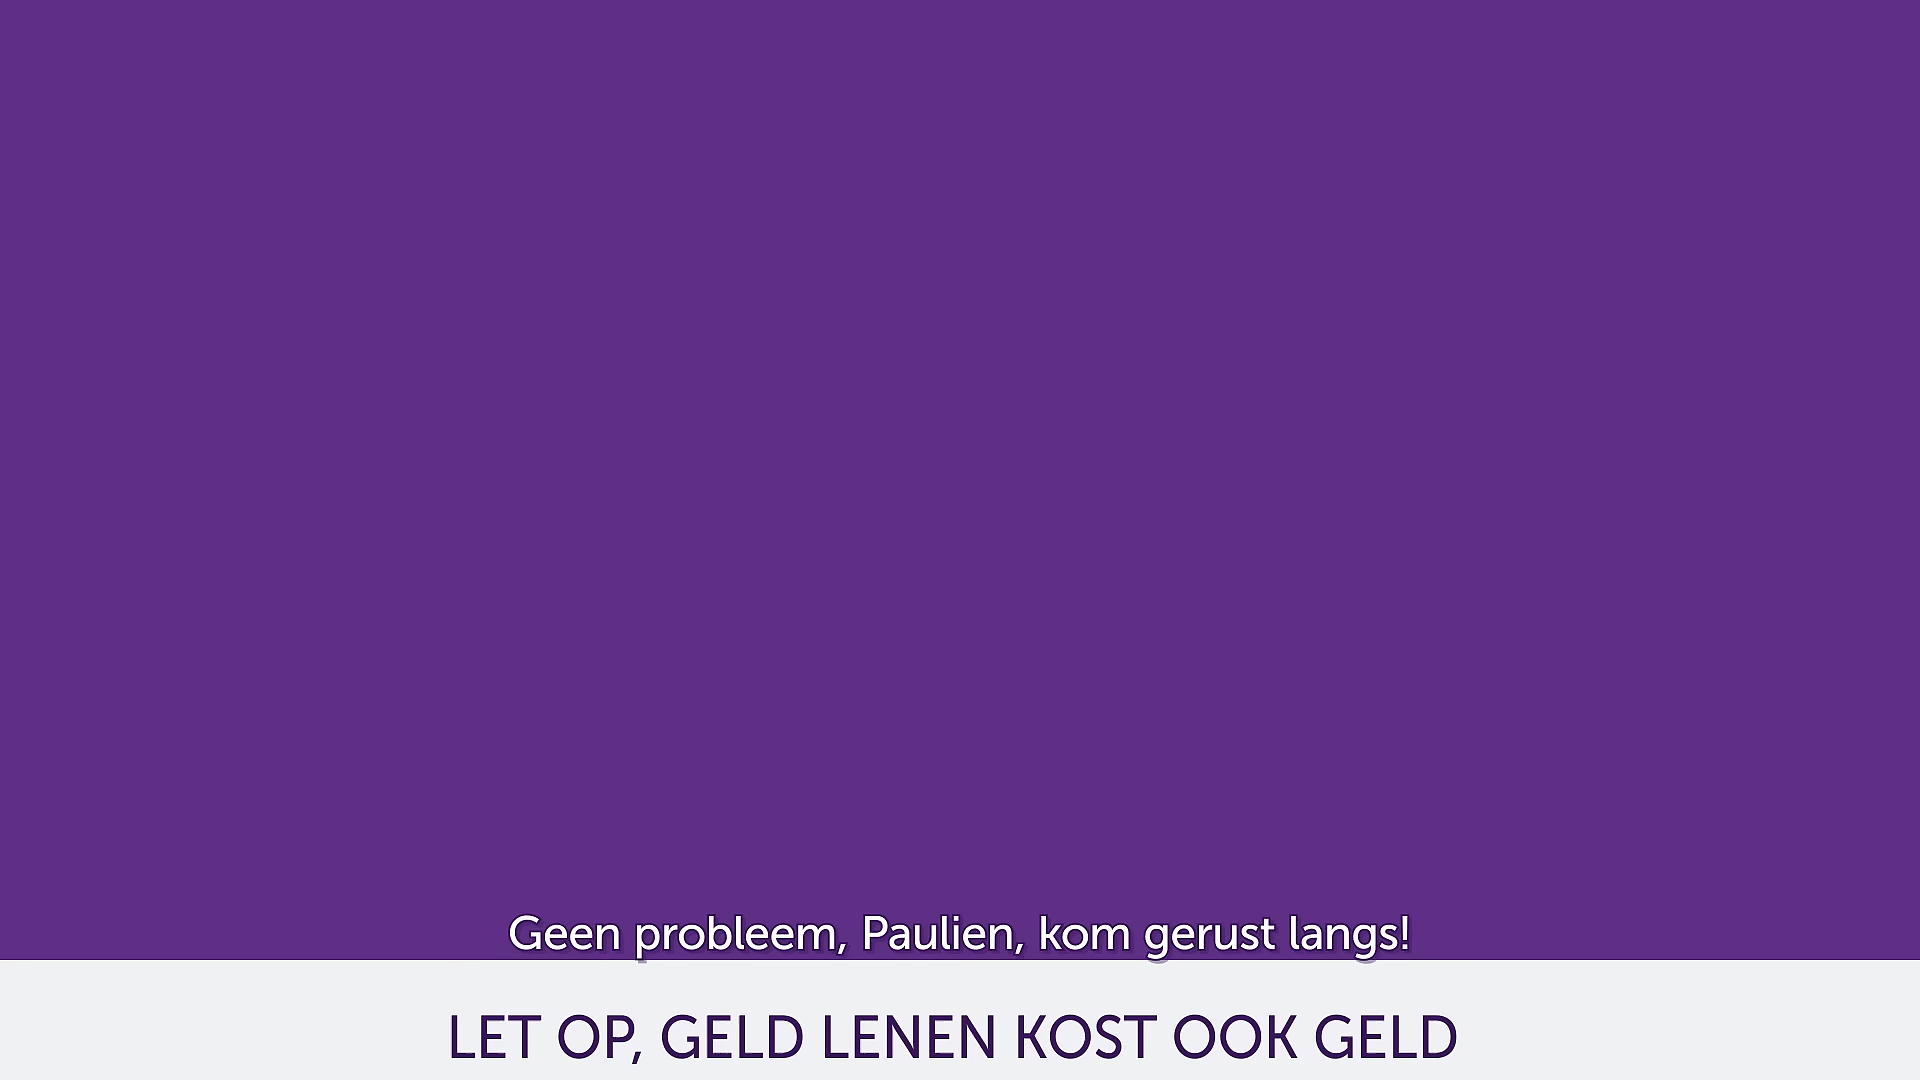 Geen probleem, Paulien, kom gerust langs!
LET OP, GELD LENEN KOST OOK GELD